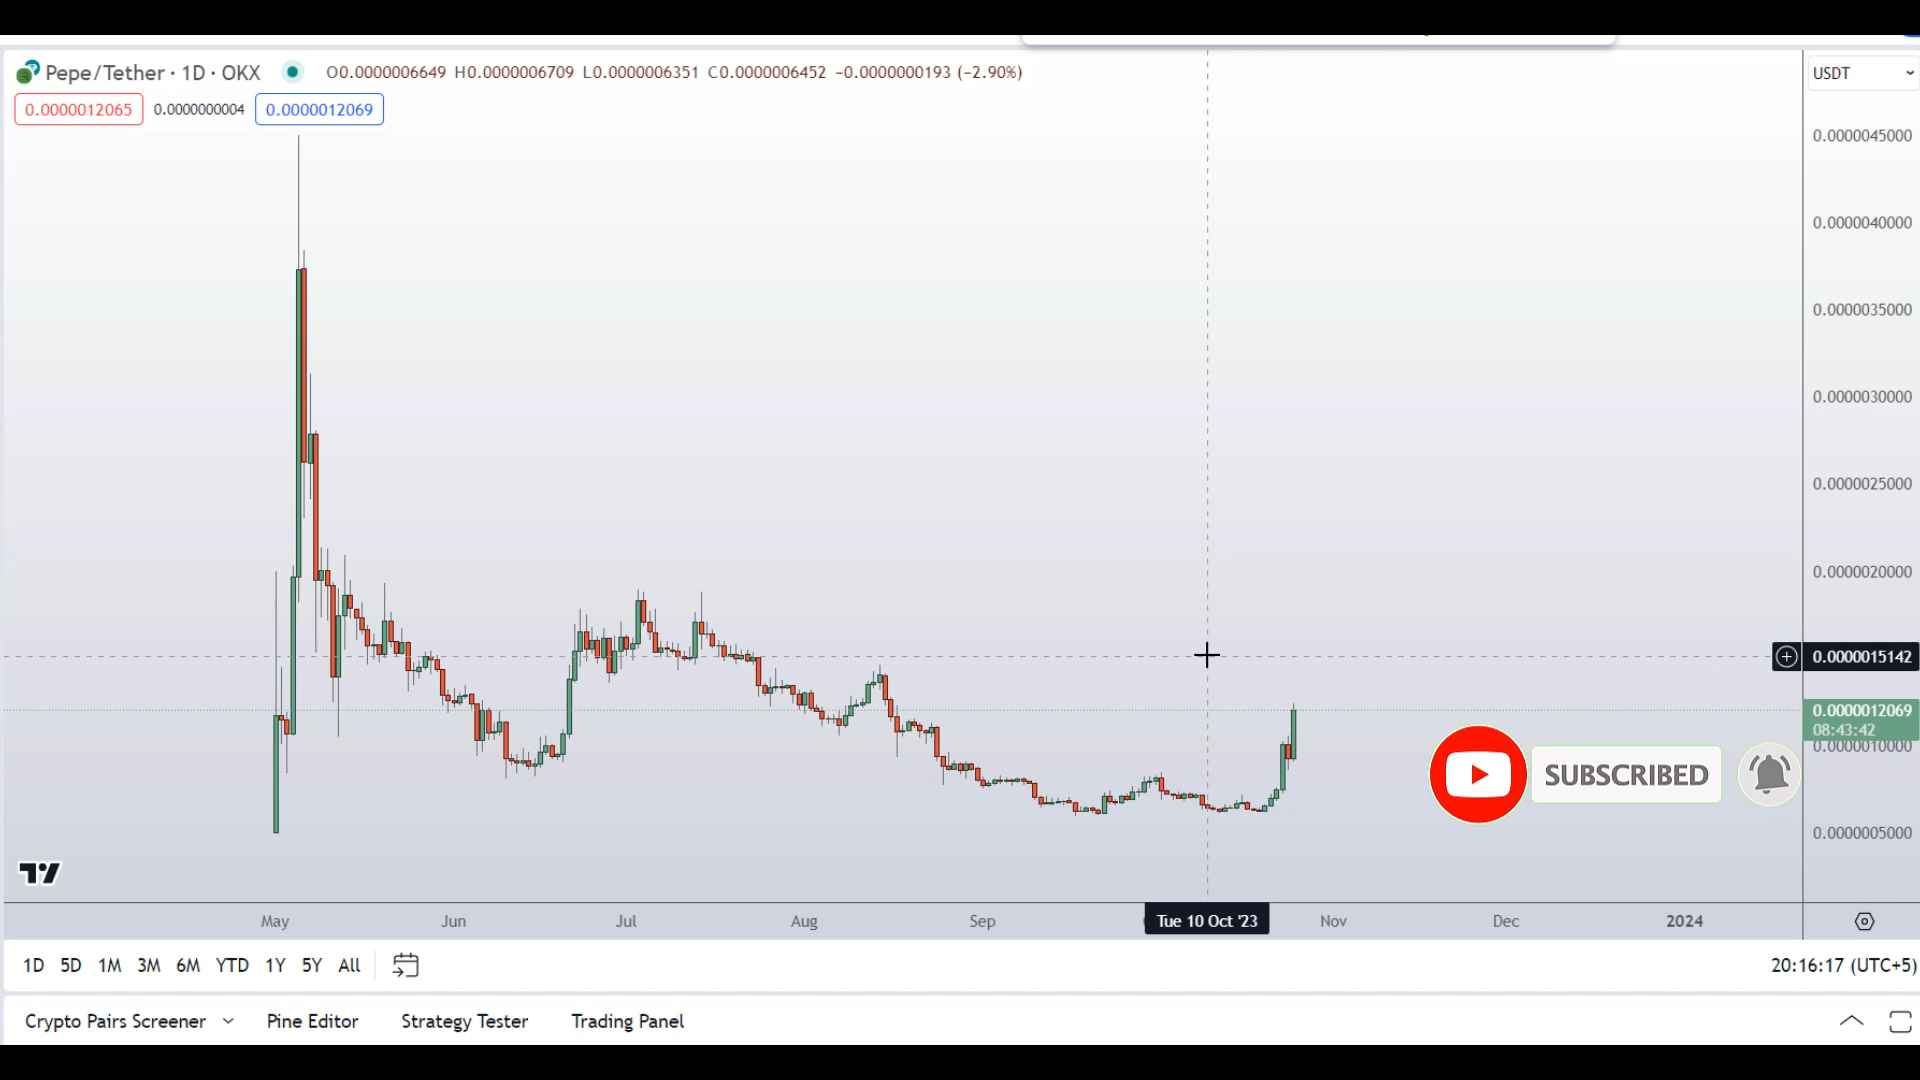 Pepe/Tether · 1D · OKX
O0.0000006649 H0.0000006709 L0.0000006351 C0.0000006452 −0.0000000193 (−2.90%)
USDT
0.0000012065 0.0000000004 0.0000012069
0.0000045000
0.0000040000
0.0000035000
0.0000030000
0.0000025000
0.0000020000
0.0000015142
0.0000012069
08:43:42
0.0000010000
SUBSCRIBED
0.0000005000
May Jun Jul Aug Sep Tue 10 Oct '23 Nov Dec 2024
1D 5D 1M 3M 6M YTD 1Y 5Y All
20:16:17 (UTC+5)
Crypto Pairs Screener Pine Editor Strategy Tester Trading Panel